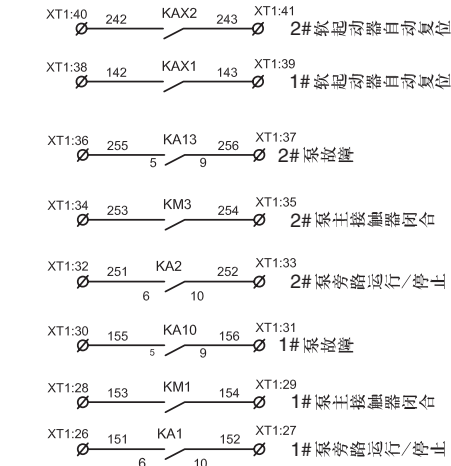 XT1:40 242 KAX2 243 XT1:41 2#软起动器自动复位
XT1:38 142 KAX1 143 XT1:39 1#软起动器自动复位
XT1:36 255 KA13 256 XT1:37 2#泵故障
5 9
XT1:34 253 KM3 254 XT1:35 2#泵主接触器闭合
XT1:32 251 KA2 252 XT1:33 2#泵旁路运行/停止
6 10
XT1:30 155 KA10 156 XT1:31 1#泵故障
5 9
XT1:28 153 KM1 154 XT1:29 1#泵主接触器闭合
XT1:26 151 KA1 152 XT1:27 1#泵旁路运行/停止
6 10